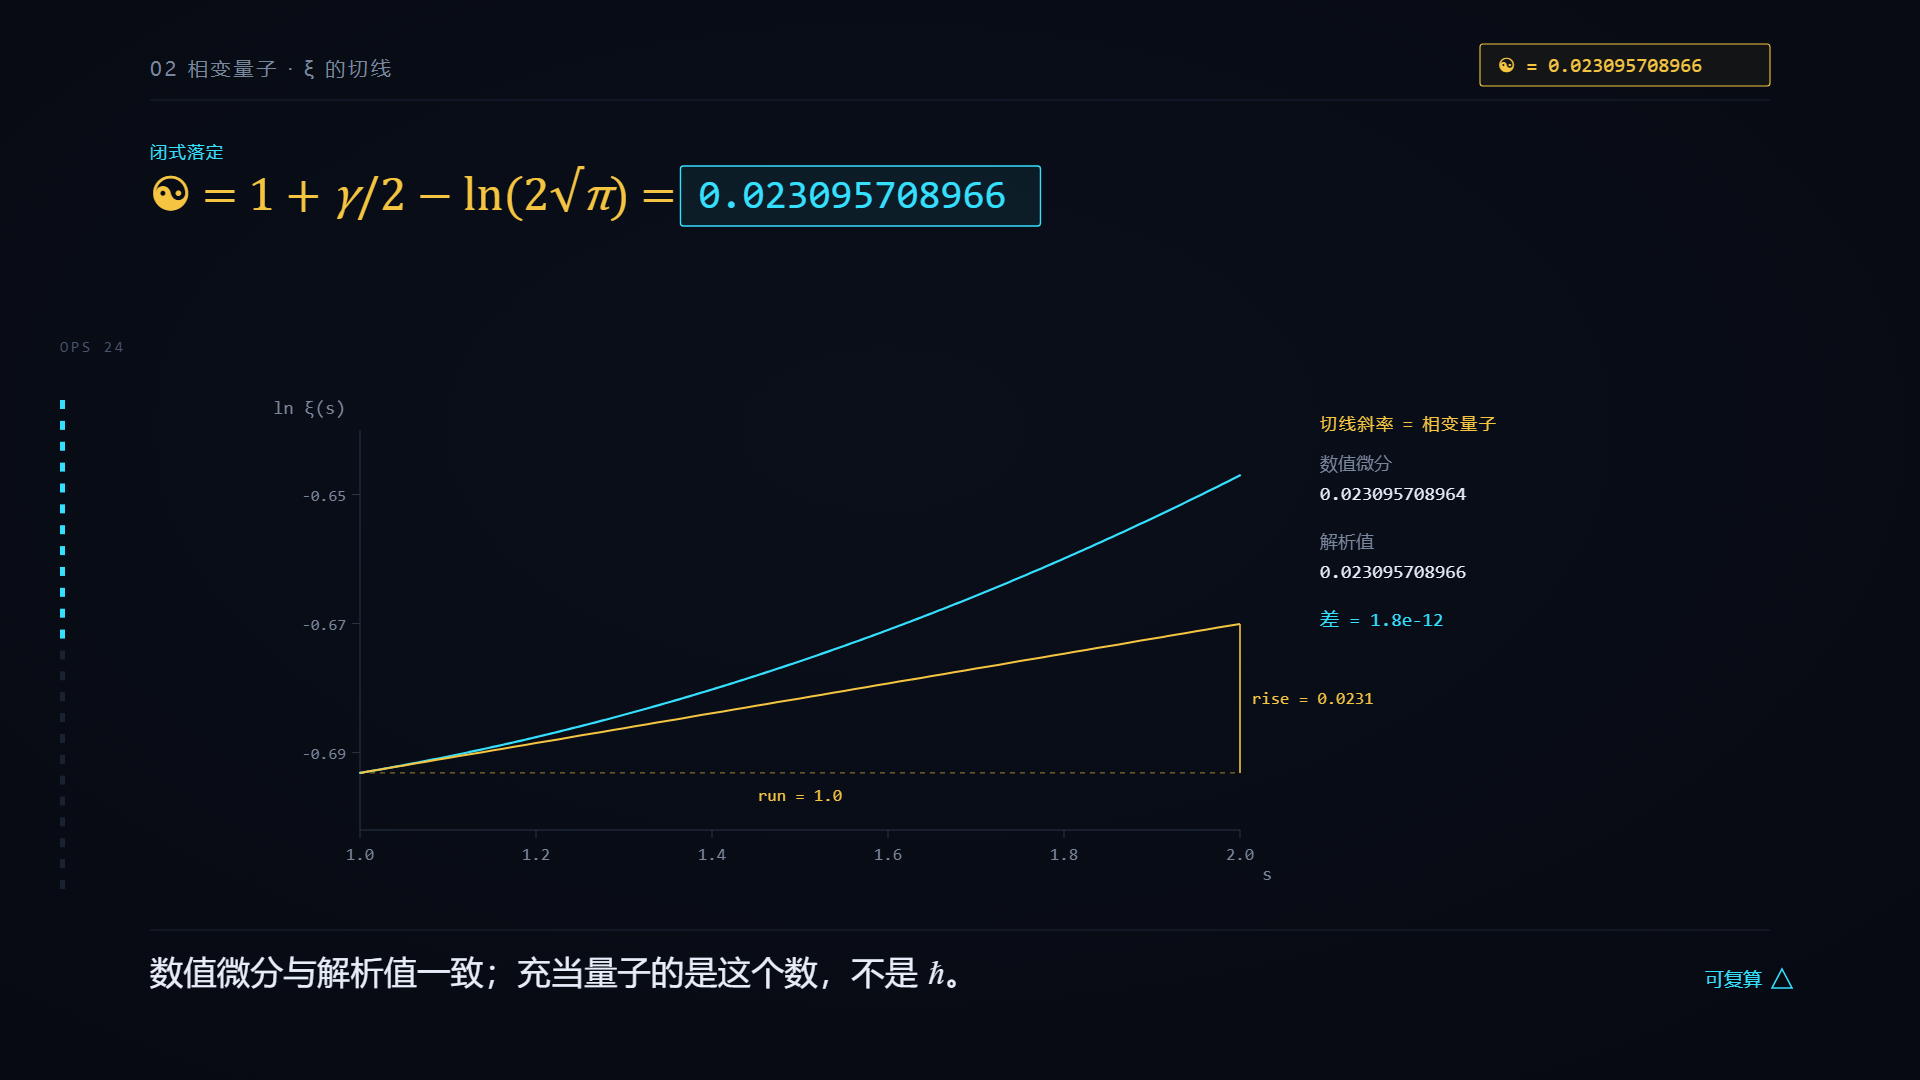 02 相变量子 · ξ 的切线
☯ = 0.023095708966
闭式落定
☯ = 1 + γ/2 − ln(2√π) = 0.023095708966
OPS 24
ln ξ(s)
-0.65
-0.67
-0.69
切线斜率 = 相变量子
数值微分
0.023095708964
解析值
0.023095708966
差 = 1.8e-12
rise = 0.0231
run = 1.0
1.0 1.2 1.4 1.6 1.8 2.0
s
数值微分与解析值一致；充当量子的是这个数，不是 ℏ。
可复算 △